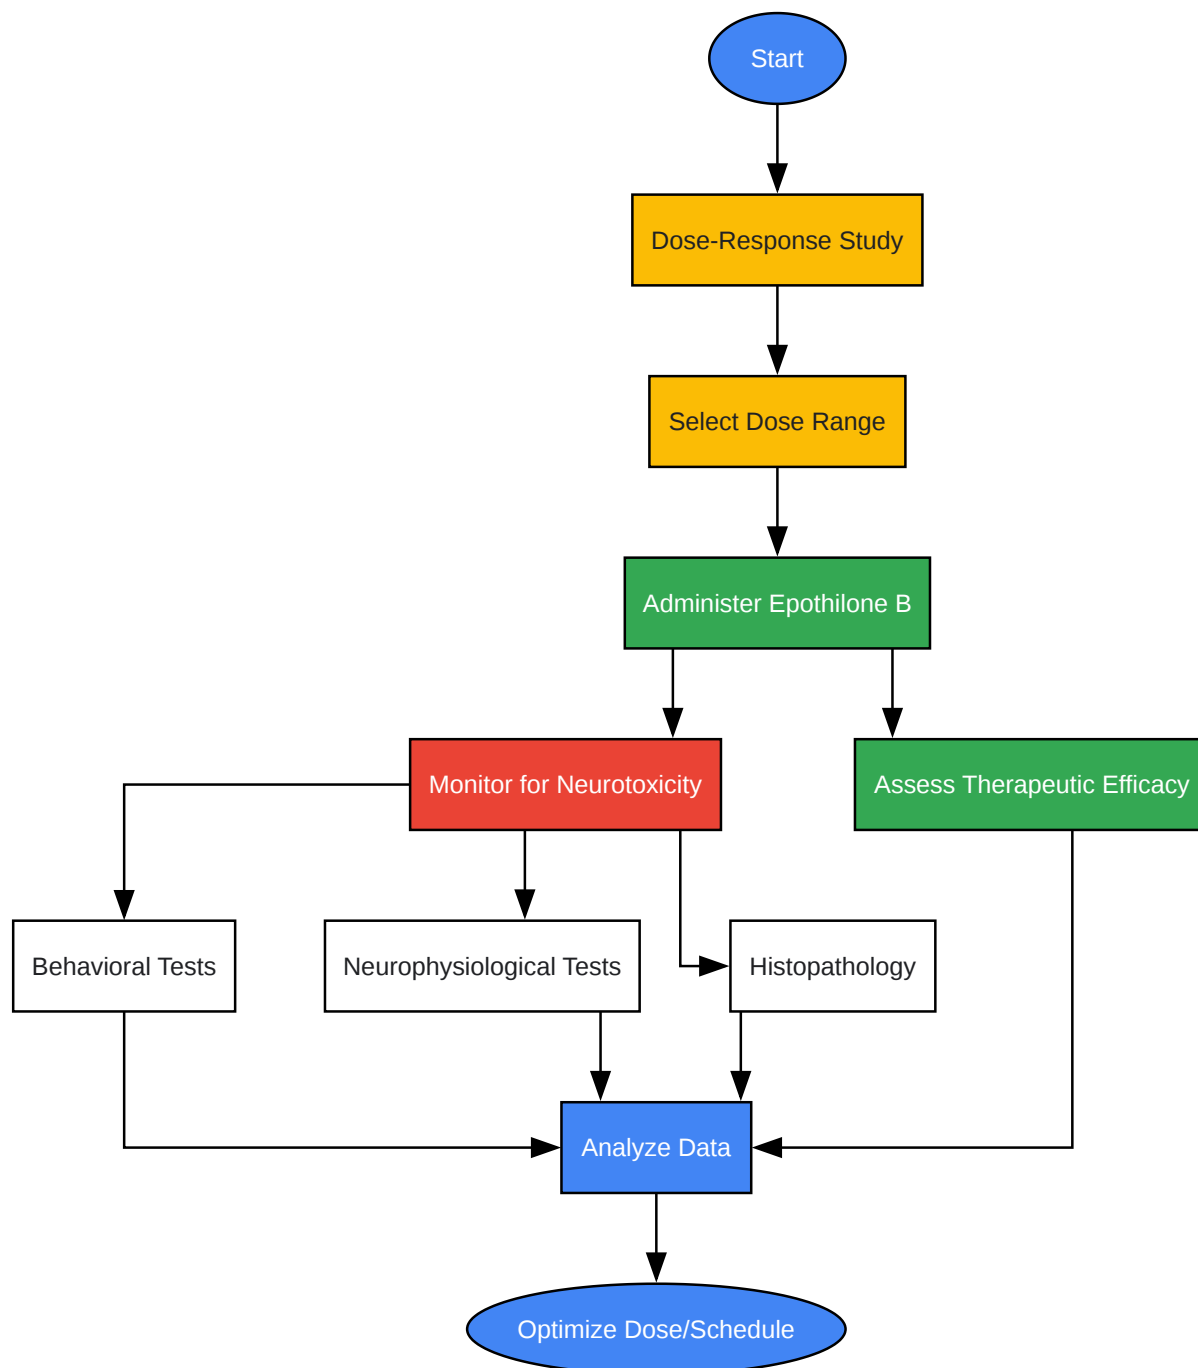 Start
Dose-Response Study
Select Dose Range
Administer Epothilone B
Monitor for Neurotoxicity
Assess Therapeutic Efficacy
Behavioral Tests
Neurophysiological Tests
Histopathology
Analyze Data
Optimize Dose/Schedule